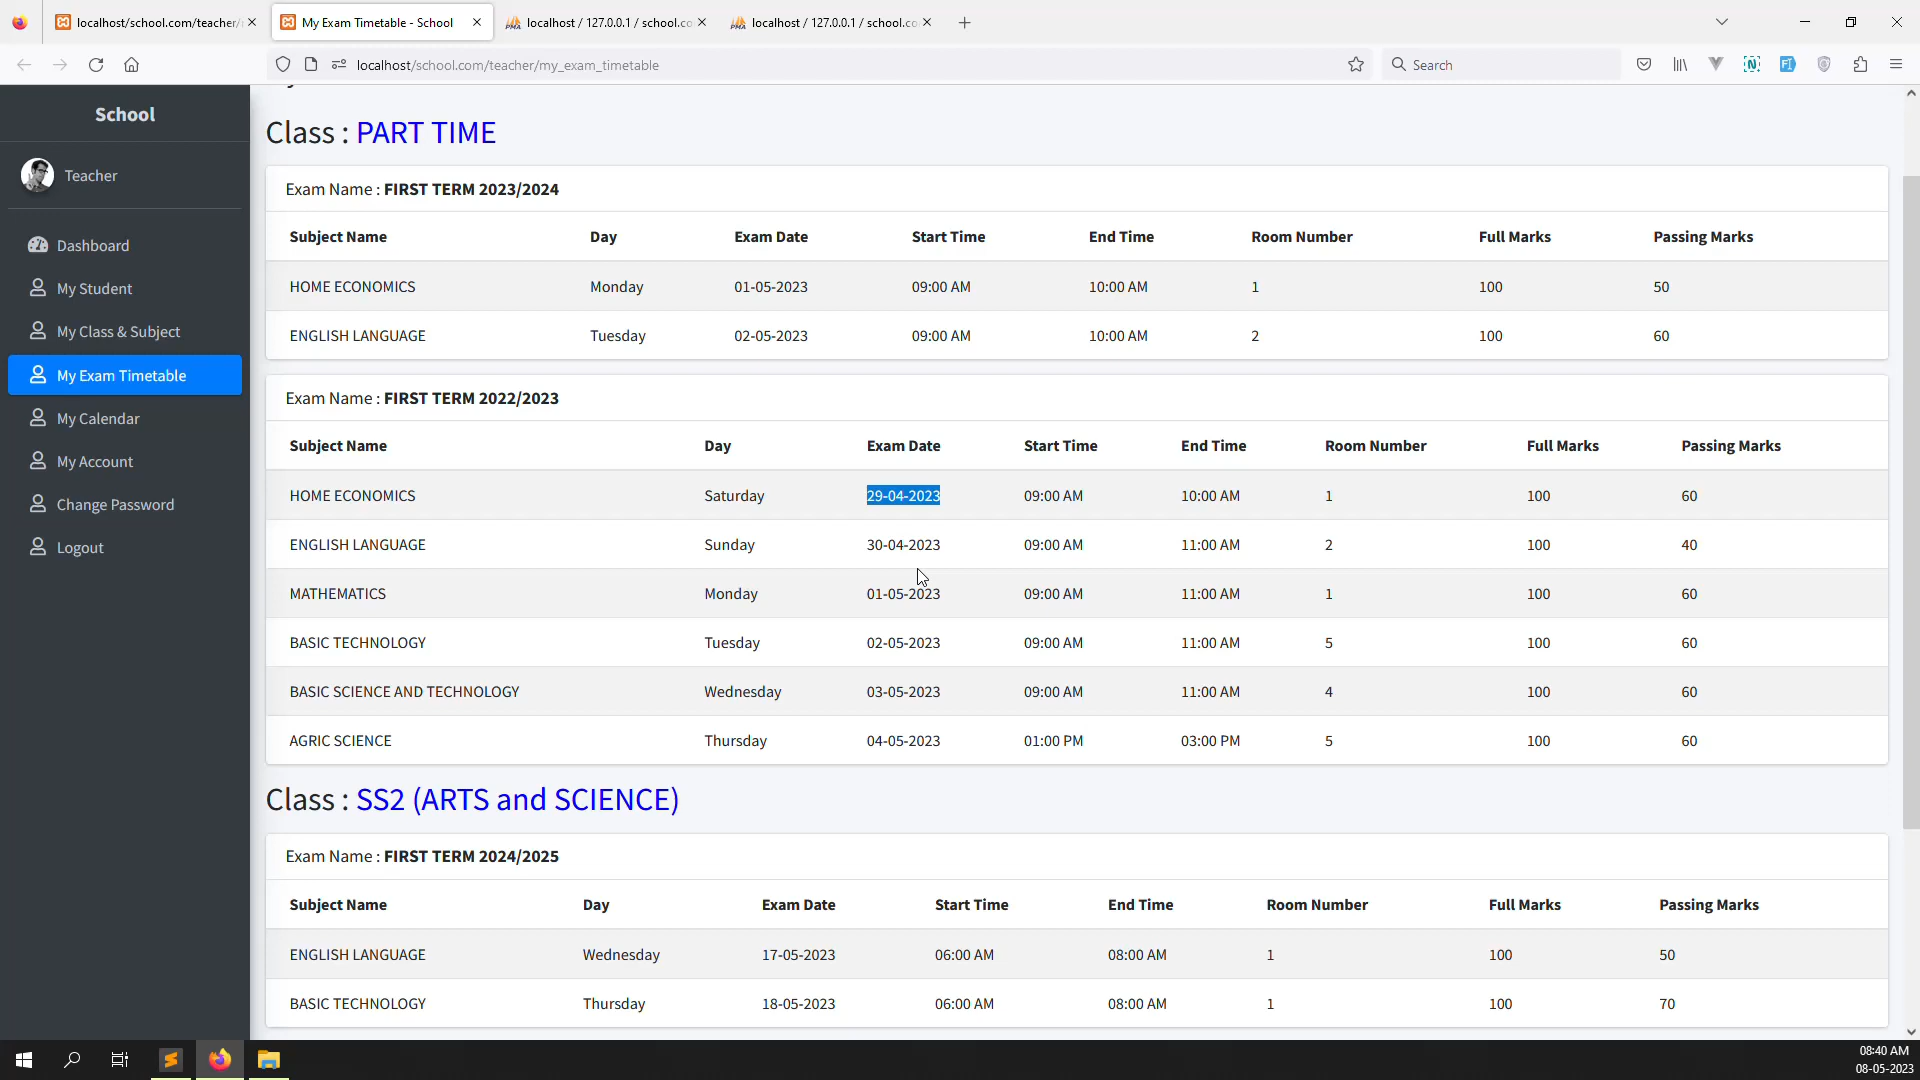 localhost/school.com/teacher/
My Exam Timetable - School
localhost / 127.0.0.1 / school.co
localhost / 127.0.0.1 / school.co
localhost/school.com/teacher/my_exam_timetable
Search
School
Teacher
Dashboard
My Student
My Class & Subject
My Exam Timetable
My Calendar
My Account
Change Password
Logout
Class : PART TIME
Exam Name : FIRST TERM 2023/2024
Subject Name Day Exam Date Start Time End Time Room Number Full Marks Passing Marks
HOME ECONOMICS Monday 01-05-2023 09:00 AM 10:00 AM 1 100 50
ENGLISH LANGUAGE Tuesday 02-05-2023 09:00 AM 10:00 AM 2 100 60
Exam Name : FIRST TERM 2022/2023
Subject Name Day Exam Date Start Time End Time Room Number Full Marks Passing Marks
HOME ECONOMICS Saturday 29-04-2023 09:00 AM 10:00 AM 1 100 60
ENGLISH LANGUAGE Sunday 30-04-2023 09:00 AM 11:00 AM 2 100 40
MATHEMATICS Monday 01-05-2023 09:00 AM 11:00 AM 1 100 60
BASIC TECHNOLOGY Tuesday 02-05-2023 09:00 AM 11:00 AM 5 100 60
BASIC SCIENCE AND TECHNOLOGY Wednesday 03-05-2023 09:00 AM 11:00 AM 4 100 60
AGRIC SCIENCE Thursday 04-05-2023 01:00 PM 03:00 PM 5 100 60
Class : SS2 (ARTS and SCIENCE)
Exam Name : FIRST TERM 2024/2025
Subject Name Day Exam Date Start Time End Time Room Number Full Marks Passing Marks
ENGLISH LANGUAGE Wednesday 17-05-2023 06:00 AM 08:00 AM 1 100 50
BASIC TECHNOLOGY Thursday 18-05-2023 06:00 AM 08:00 AM 1 100 70
08:40 AM
08-05-2023